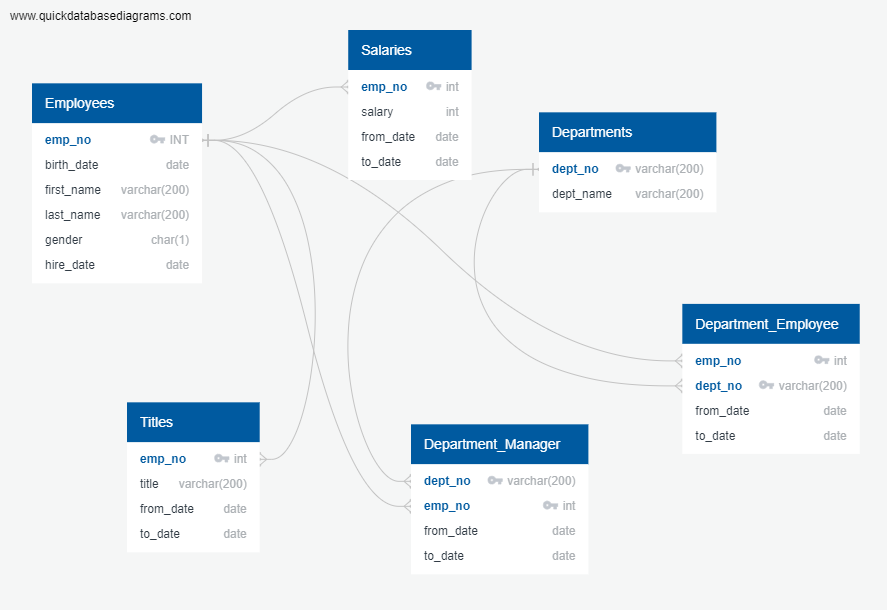 www.quickdatabasediagrams.com
Salaries
emp_no int
salary int
from_date date
to_date date
Employees
emp_no INT
birth_date date
first_name varchar(200)
last_name varchar(200)
gender char(1)
hire_date date
Departments
dept_no varchar(200)
dept_name varchar(200)
Department_Employee
emp_no int
dept_no varchar(200)
from_date date
to_date date
Titles
emp_no int
title varchar(200)
from_date date
to_date date
Department_Manager
dept_no varchar(200)
emp_no int
from_date date
to_date date